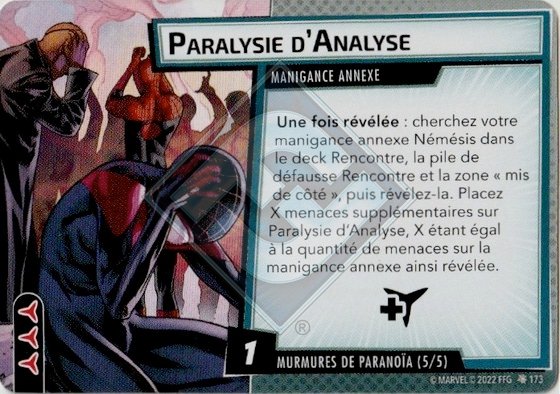 PARALYSIE D'ANALYSE
MANIGANCE ANNEXE
Une fois révélée : cherchez votre
manigance annexe Némésis dans
le deck Rencontre, la pile de
défausse Rencontre et la zone « mis
de côté », puis révélez-la. Placez
X menaces supplémentaires sur
Paralysie d'Analyse, X étant égal
à la quantité de menaces sur la
manigance annexe ainsi révélée.
®
1
MURMURES DE PARANOÏA (5/5)
© MARVEL © 2022 FFG 173